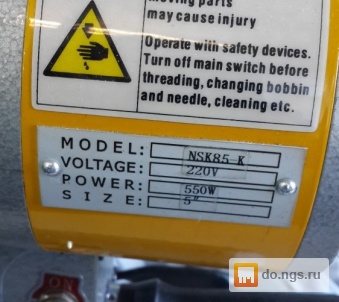 moving parts
may cause injury
Operate with safety devices.
Turn off main switch before
threading, changing bobbin
and needle, cleaning etc.
MODEL: NSK85-K
VOLTAGE: 220V
POWER: 550W
SIZE: 5"
ON
do.ngs.ru